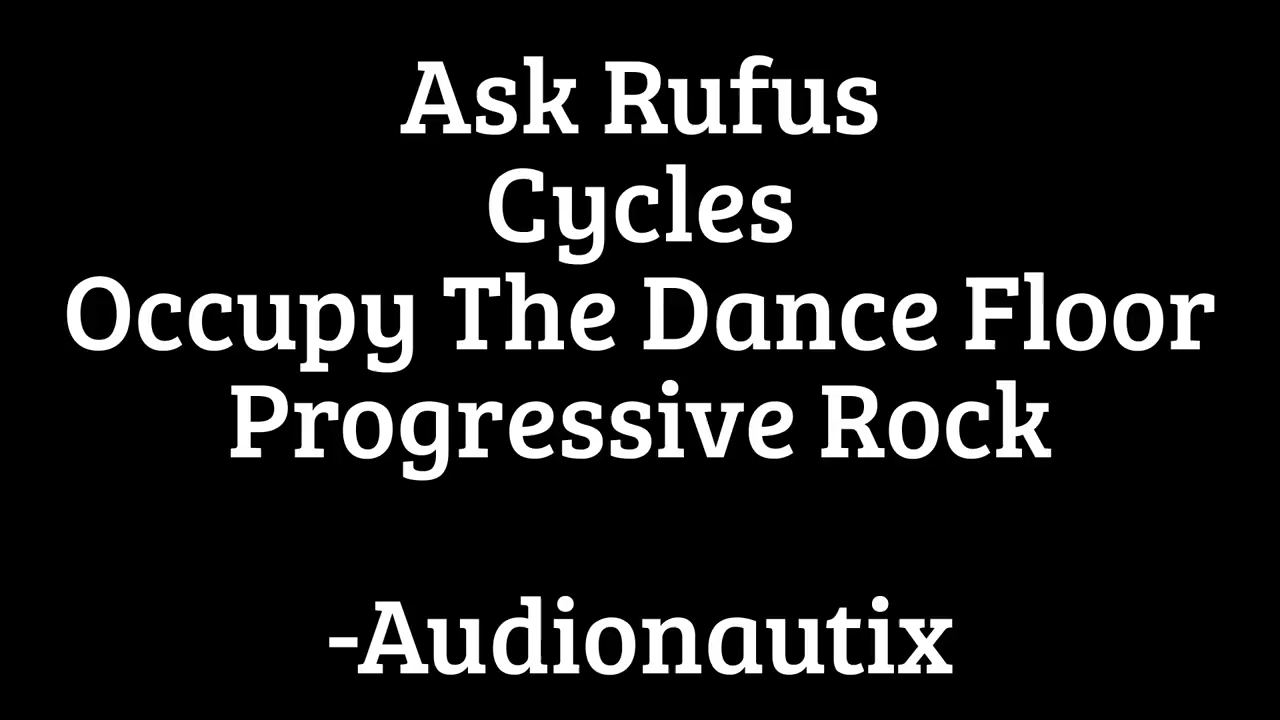 Ask Rufus
Cycles
Occupy The Dance Floor
Progressive Rock
-Audionautix